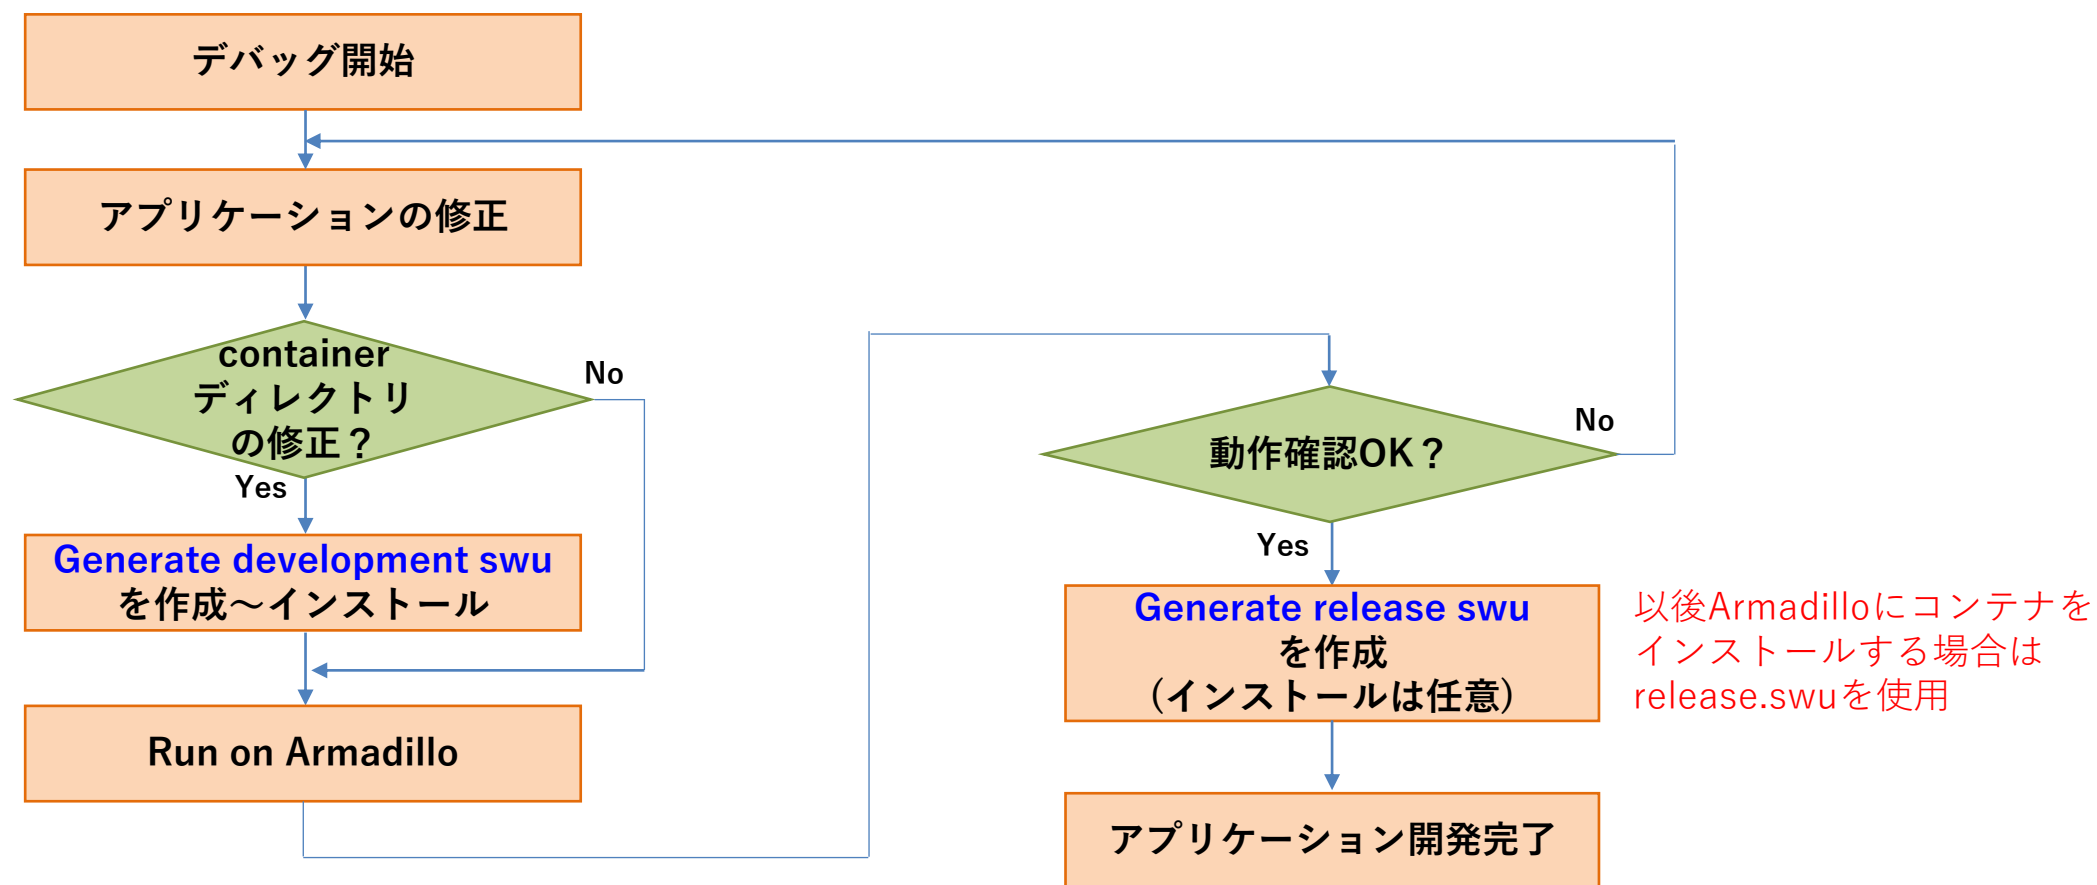 デバッグ開始
アプリケーションの修正
container
ディレクトリ
の修正？
No
Yes
Generate development swu
を作成～インストール
Run on Armadillo
動作確認OK？
No
Yes
Generate release swu
を作成
（インストールは任意）
以後Armadilloにコンテナを
インストールする場合は
release.swuを使用
アプリケーション開発完了